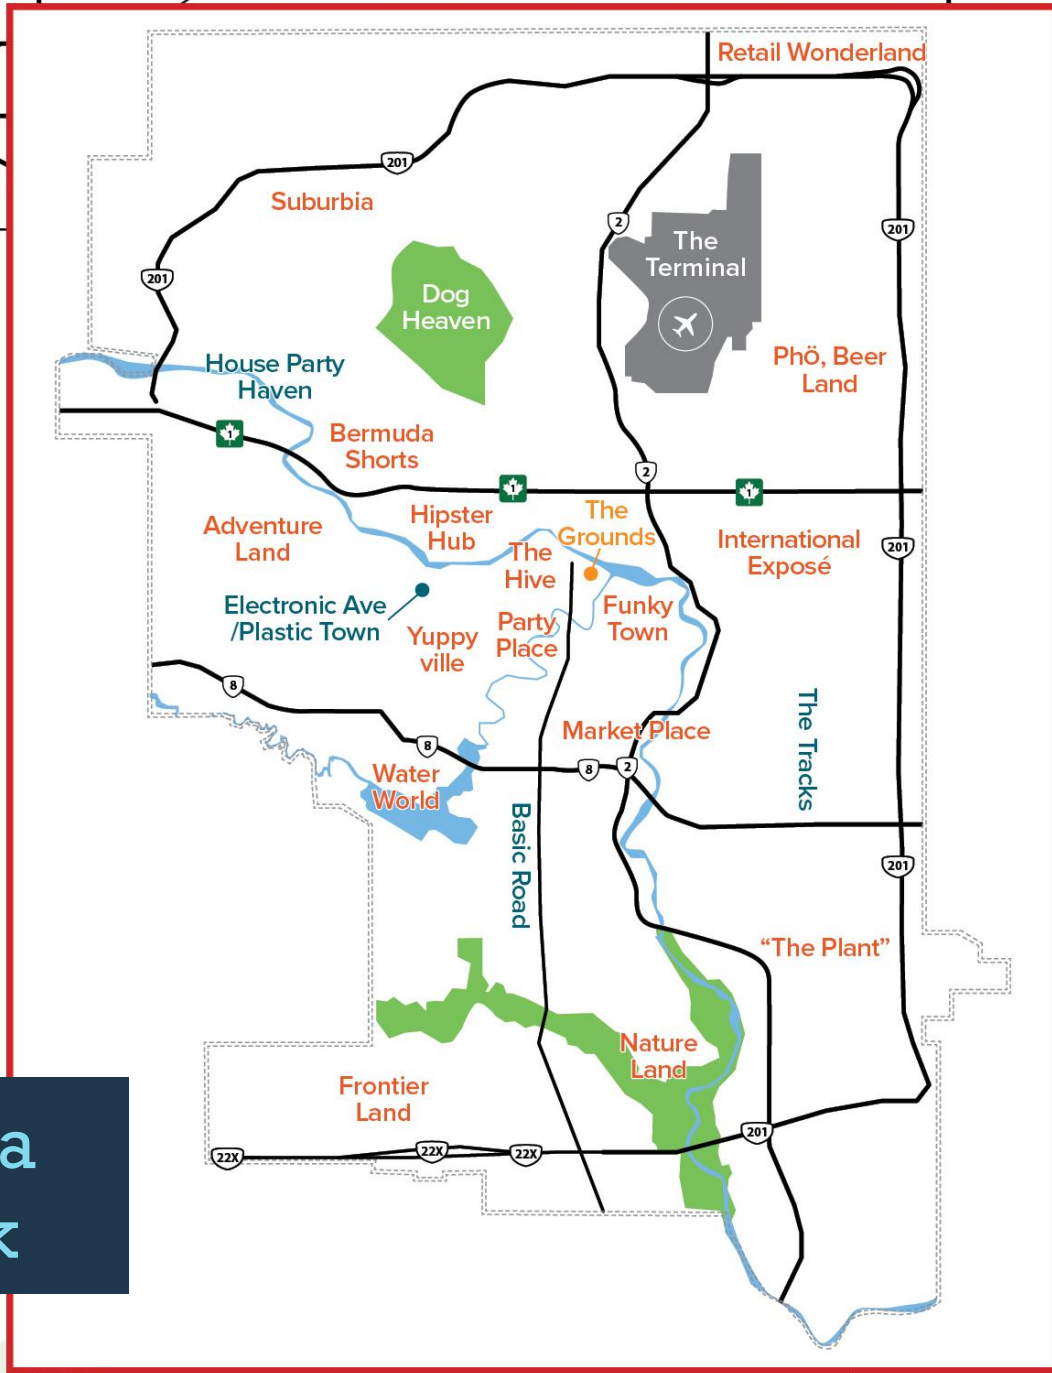 Retail Wonderland
201
Suburbia
2
The
Terminal
201
201
Dog
Heaven
House Party
Haven
Phö, Beer
Land
1
Bermuda
Shorts
2
1
1
Adventure
Land
Hipster
Hub
The
Grounds
The
Hive
International
Exposé
201
Electronic Ave
/Plastic Town
Yuppy
ville
Party
Place
Funky
Town
8
The Tracks
Market Place
8
8
2
Water
World
Basic Road
201
"The Plant"
Nature
Land
Frontier
Land
201
22X
22X
22X
a
k